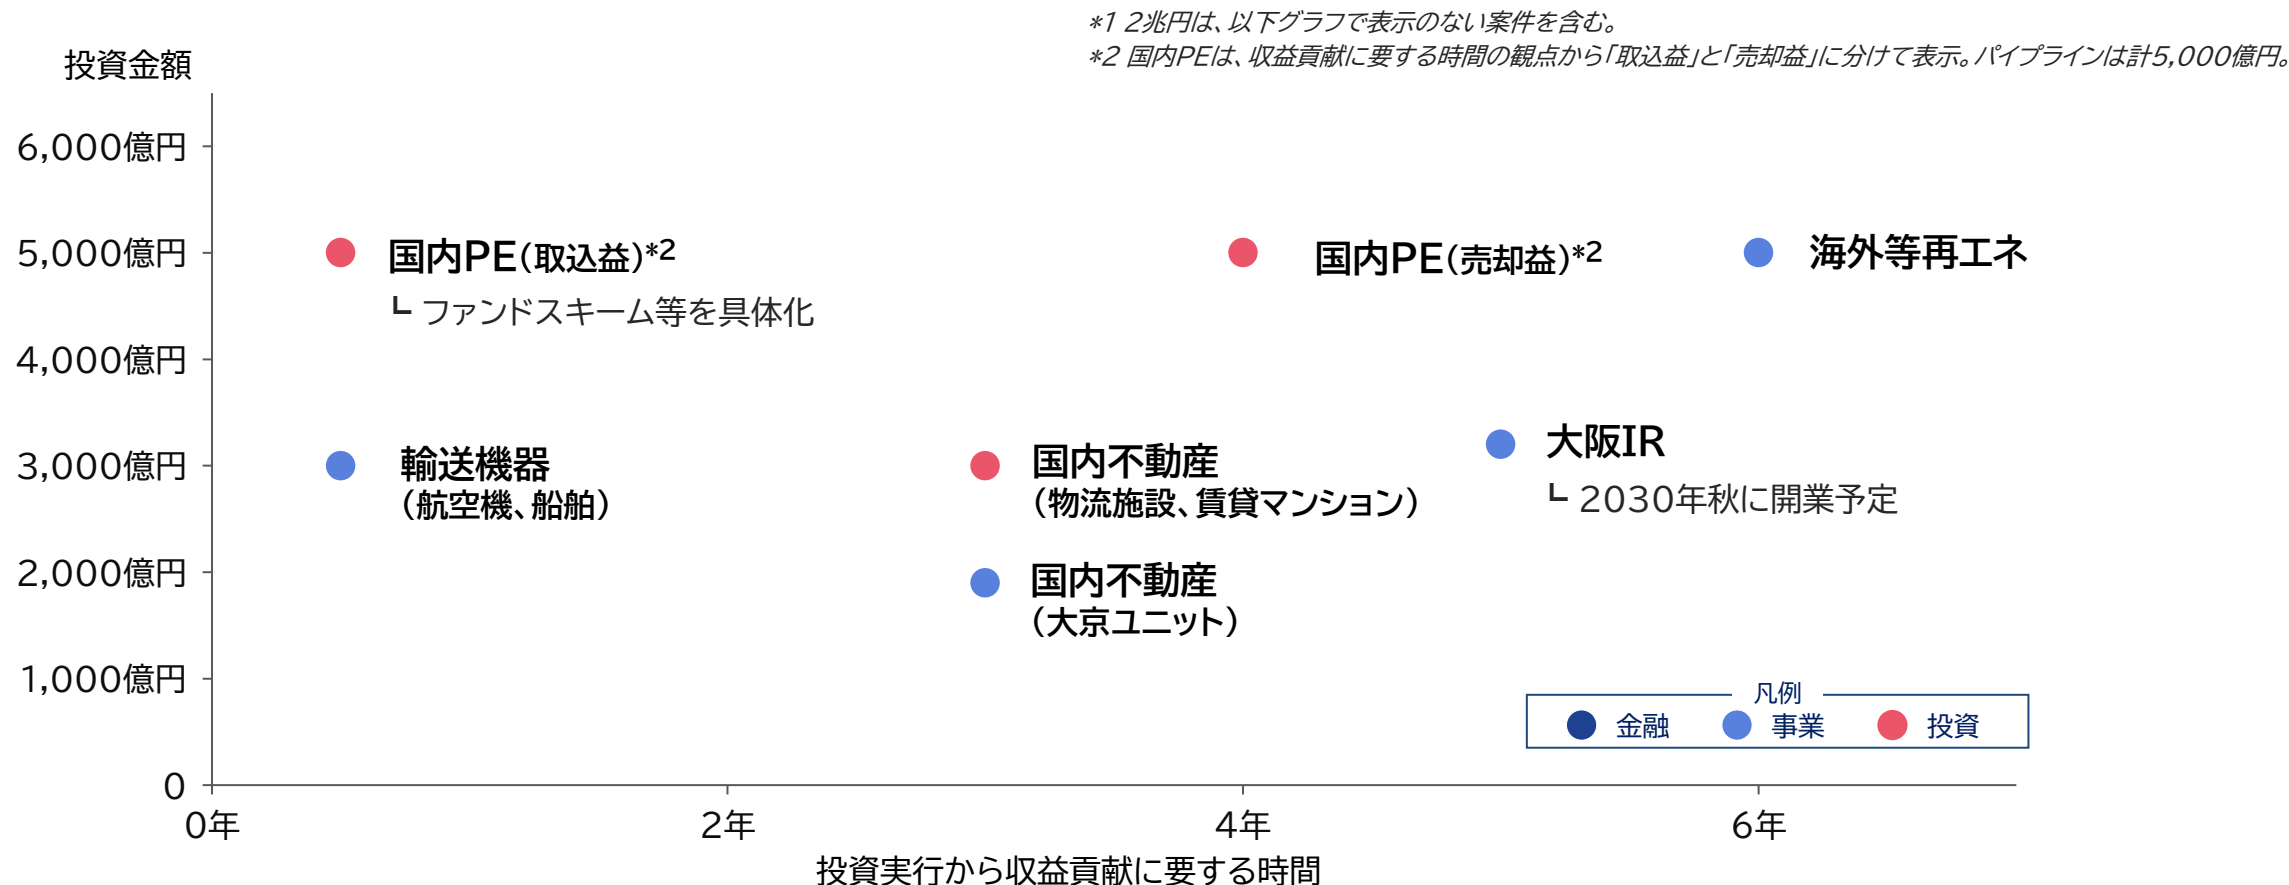 *1 2兆円は、以下グラフで表示のない案件を含む。
*2 国内PEは、収益貢献に要する時間の観点から「取込益」と「売却益」に分けて表示。パイプラインは計5,000億円。
投資金額
6,000億円
5,000億円
4,000億円
3,000億円
2,000億円
1,000億円
0
国内PE(取込益)*2
┗ ファンドスキーム等を具体化
国内PE(売却益)*2
海外等再エネ
輸送機器
(航空機、船舶)
国内不動産
(物流施設、賃貸マンション)
大阪IR
┗ 2030年秋に開業予定
国内不動産
(大京ユニット)
凡例
金融 事業 投資
0年 2年 4年 6年
投資実行から収益貢献に要する時間